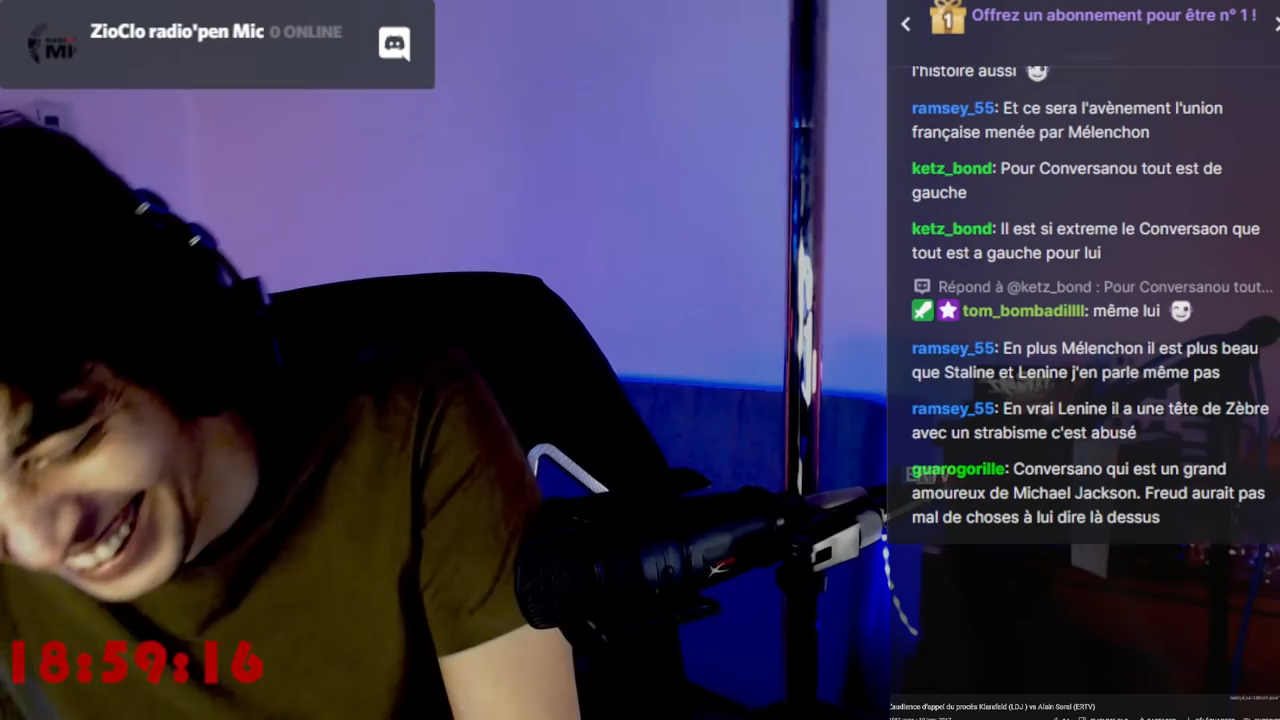 ZioClo radio'pen Mic 0 ONLINE
MI
1
Offrez un abonnement pour être n° 1 !
l'histoire aussi
ramsey_55: Et ce sera l'avènement l'union
française menée par Mélenchon
ketz_bond: Pour Conversanou tout est de
gauche
ketz_bond: Il est si extreme le Conversaon que
tout est a gauche pour lui
Répond à @ketz_bond : Pour Conversanou tout...
tom_bombadillll: même lui
ramsey_55: En plus Mélenchon il est plus beau
que Staline et Lenine j'en parle même pas
ramsey_55: En vrai Lenine il a une tête de Zèbre
avec un strabisme c'est abusé
guarogorille: Conversano qui est un grand
amoureux de Michael Jackson. Freud aurait pas
mal de choses à lui dire là dessus
18:59:16
L'audience d'appel du procès Klarsfeld (LDJ ) vs Alain Soral (ERTV)